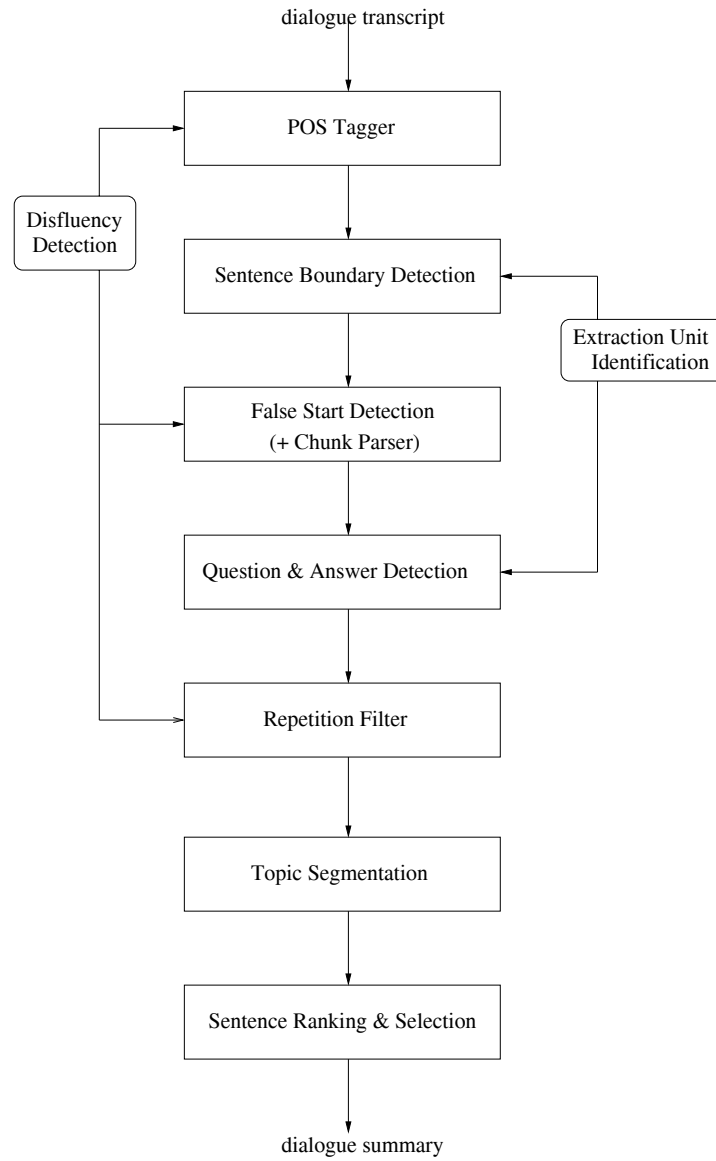 dialogue transcript
POS Tagger
Disfluency
Detection
Sentence Boundary Detection
Extraction Unit
Identification
False Start Detection
(+ Chunk Parser)
Question & Answer Detection
Repetition Filter
Topic Segmentation
Sentence Ranking & Selection
dialogue summary